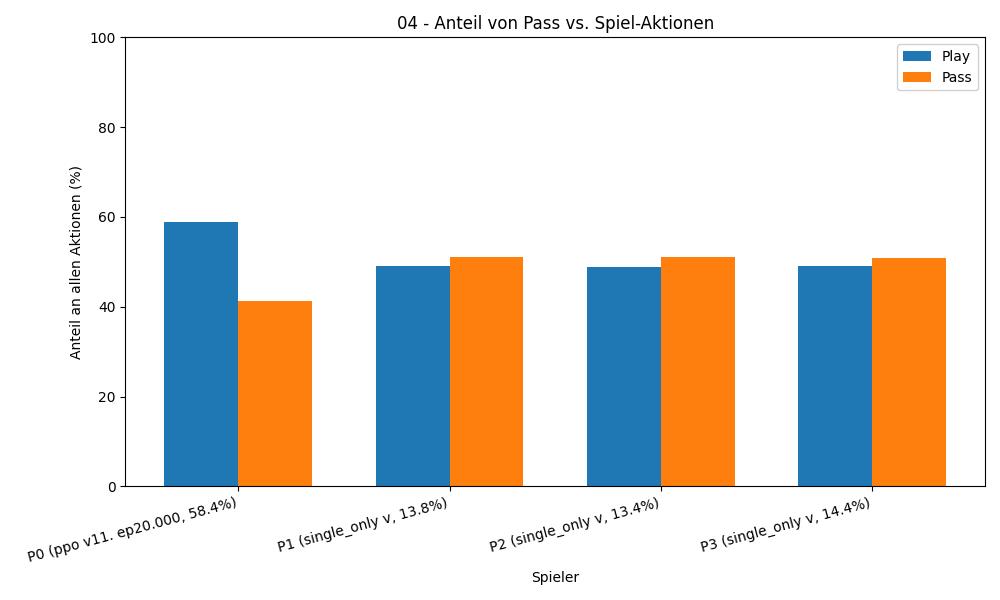 04 - Anteil von Pass vs. Spiel-Aktionen
Play
Pass
Anteil an allen Aktionen (%)
100
80
60
40
20
0
P0 (ppo v11. ep20.000, 58.4%)
P1 (single_only v, 13.8%)
P2 (single_only v, 13.4%)
P3 (single_only v, 14.4%)
Spieler